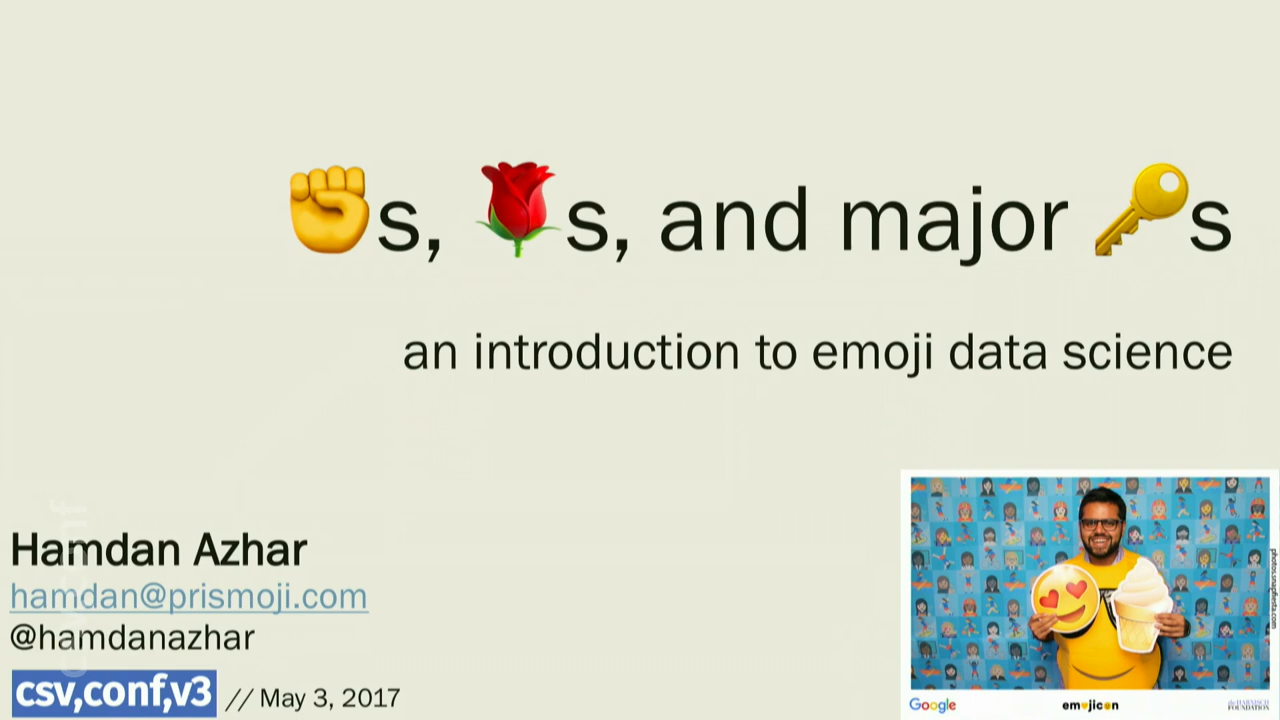 ✊s, 🌹s, and major 🔑s
an introduction to emoji data science
Hamdan Azhar
hamdan@prismoji.com
@hamdanazhar
csv,conf,v3 // May 3, 2017
Google
emojicon
FOUNDATION